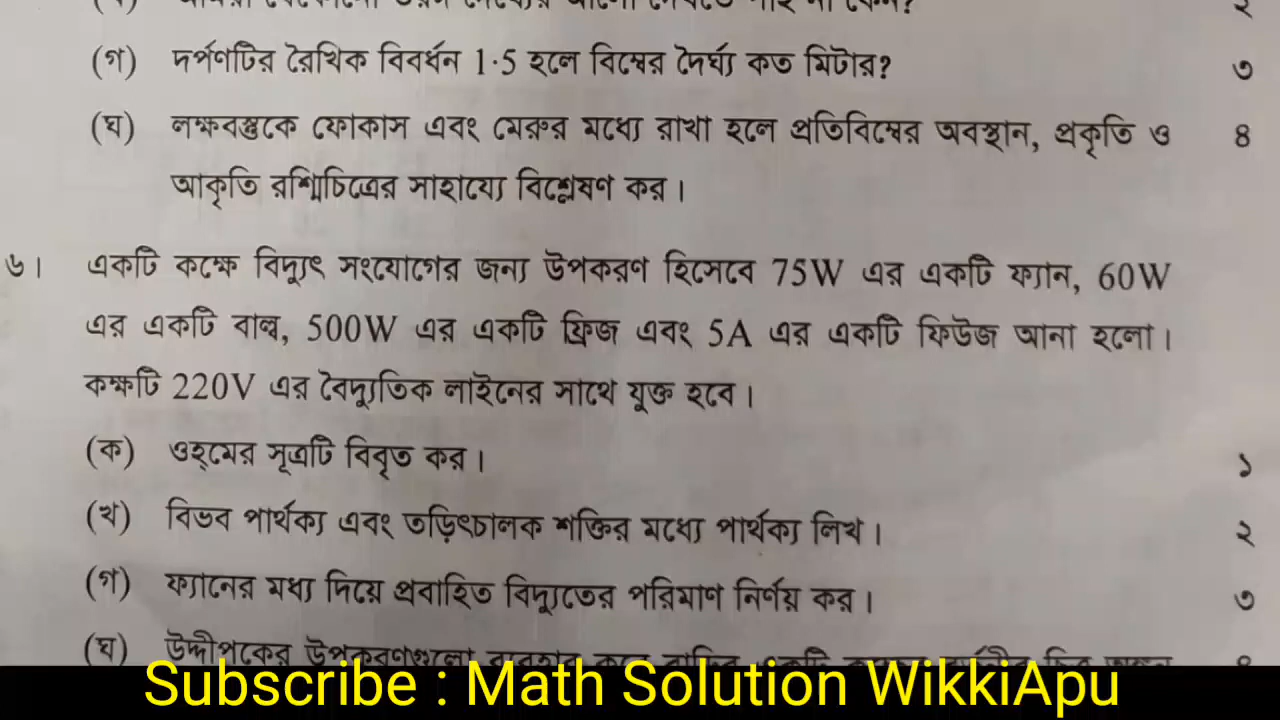 (গ) দর্পণটির রৈখিক বিবর্ধন 1·5 হলে বিম্বের দৈর্ঘ্য কত মিটার? ৩
(ঘ) লক্ষবস্তুকে ফোকাস এবং মেরুর মধ্যে রাখা হলে প্রতিবিম্বের অবস্থান, প্রকৃতি ও ৪
আকৃতি রশ্মিচিত্রের সাহায্যে বিশ্লেষণ কর।
৬। একটি কক্ষে বিদ্যুৎ সংযোগের জন্য উপকরণ হিসেবে 75W এর একটি ফ্যান, 60W
এর একটি বাল্ব, 500W এর একটি ফ্রিজ এবং 5A এর একটি ফিউজ আনা হলো।
কক্ষটি 220V এর বৈদ্যুতিক লাইনের সাথে যুক্ত হবে।
(ক) ওহ্‌মের সূত্রটি বিবৃত কর। ১
(খ) বিভব পার্থক্য এবং তড়িৎচালক শক্তির মধ্যে পার্থক্য লিখ। ২
(গ) ফ্যানের মধ্য দিয়ে প্রবাহিত বিদ্যুতের পরিমাণ নির্ণয় কর। ৩
(ঘ) উদ্দীপকের উপকরণগুলো
Subscribe : Math Solution WikkiApu